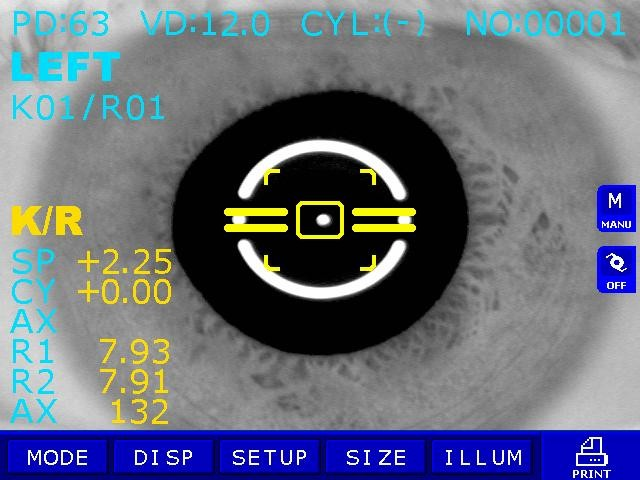 PD:63 VD:12.0 CYL:(-) NO:00001
LEFT
K01/R01
M
MANU
K/R
SP +2.25
OFF
CY +0.00
AX
R1 7.93
R2 7.91
AX 132
MODE DISP SETUP SIZE ILLUM PRINT